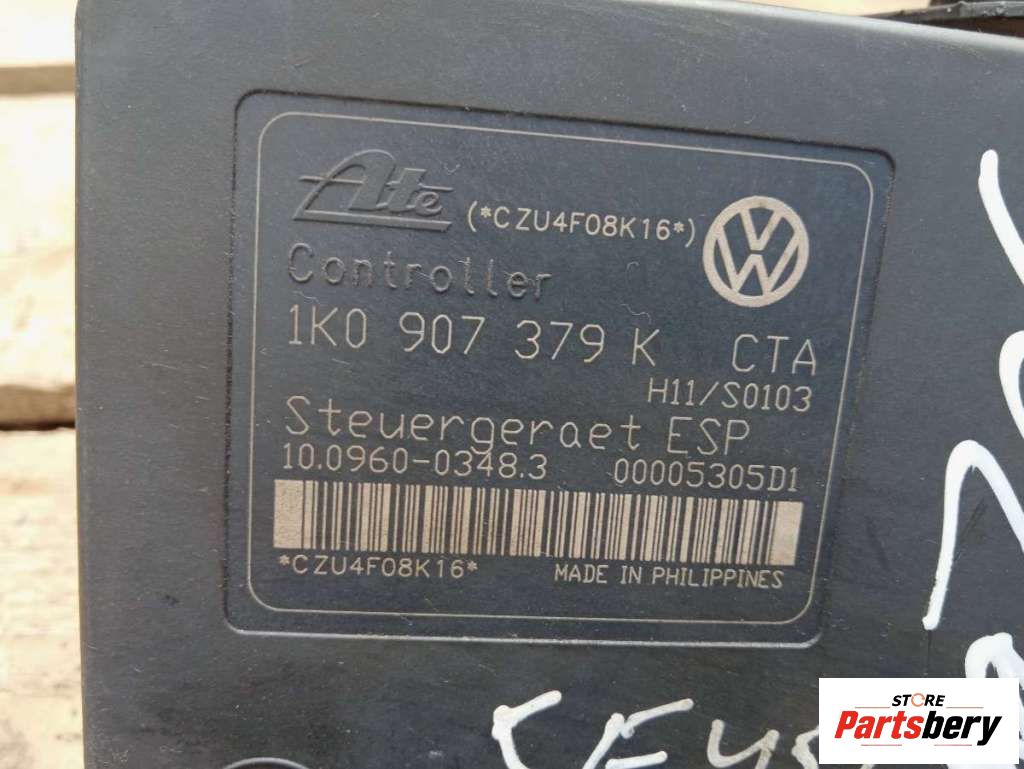 Ate (*CZU4F08K16*)
Controller
1K0 907 379 K CTA
H11/S0103
Steuergeraet ESP
10.0960-0348.3 00005305D1
*CZU4F08K16* MADE IN PHILIPPINES
STORE
Partsbery